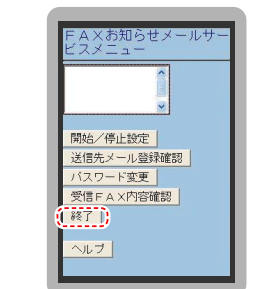 FAXお知らせメールサー
ビスメニュー
開始／停止設定
送信先メール登録確認
パスワード変更
受信FAX内容確認
終了
ヘルプ